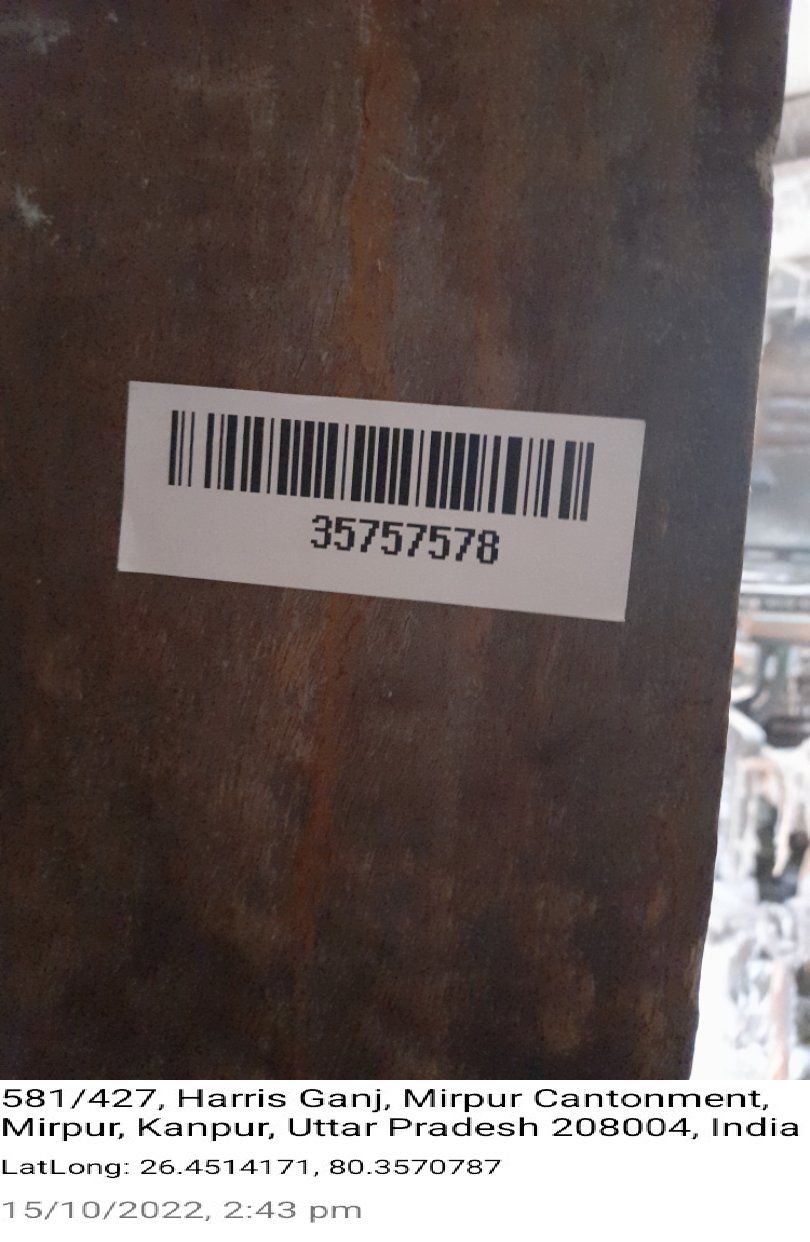 35757578
581/427, Harris Ganj, Mirpur Cantonment,
Mirpur, Kanpur, Uttar Pradesh 208004, India
LatLong: 26.4514171, 80.3570787
15/10/2022, 2:43 pm